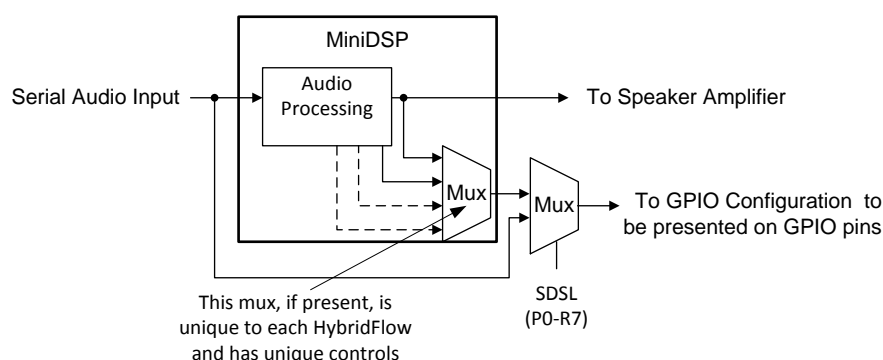 MiniDSP
Serial Audio Input
Audio
Processing
To Speaker Amplifier
Mux
Mux
To GPIO Configuration to
be presented on GPIO pins
SDSL
(P0-R7)
This mux, if present, is
unique to each HybridFlow
and has unique controls